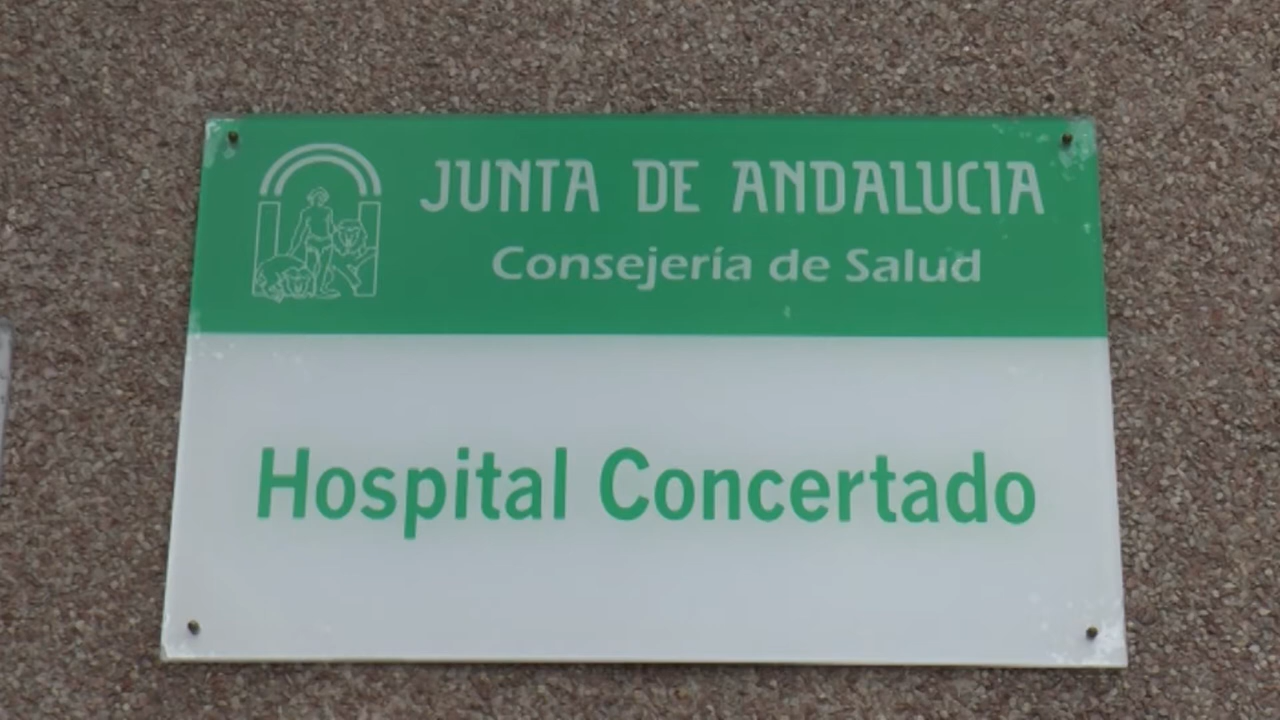 JUNTA DE ANDALUCIA
Consejería de Salud
Hospital Concertado